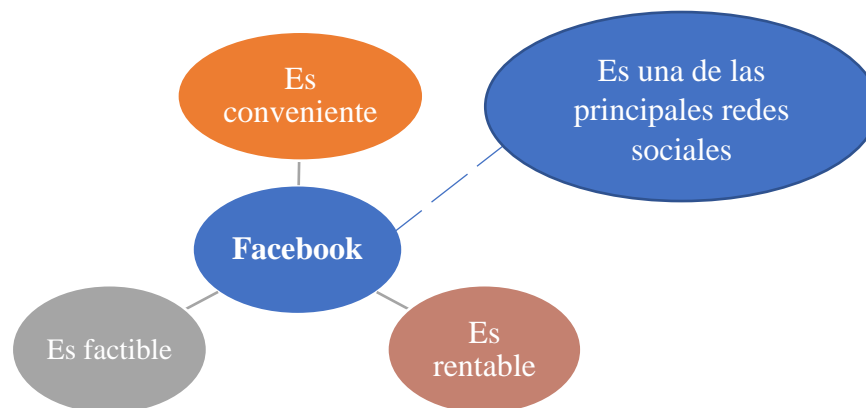 Es
conveniente
Es una de las
principales redes
sociales
Facebook
Es factible
Es
rentable